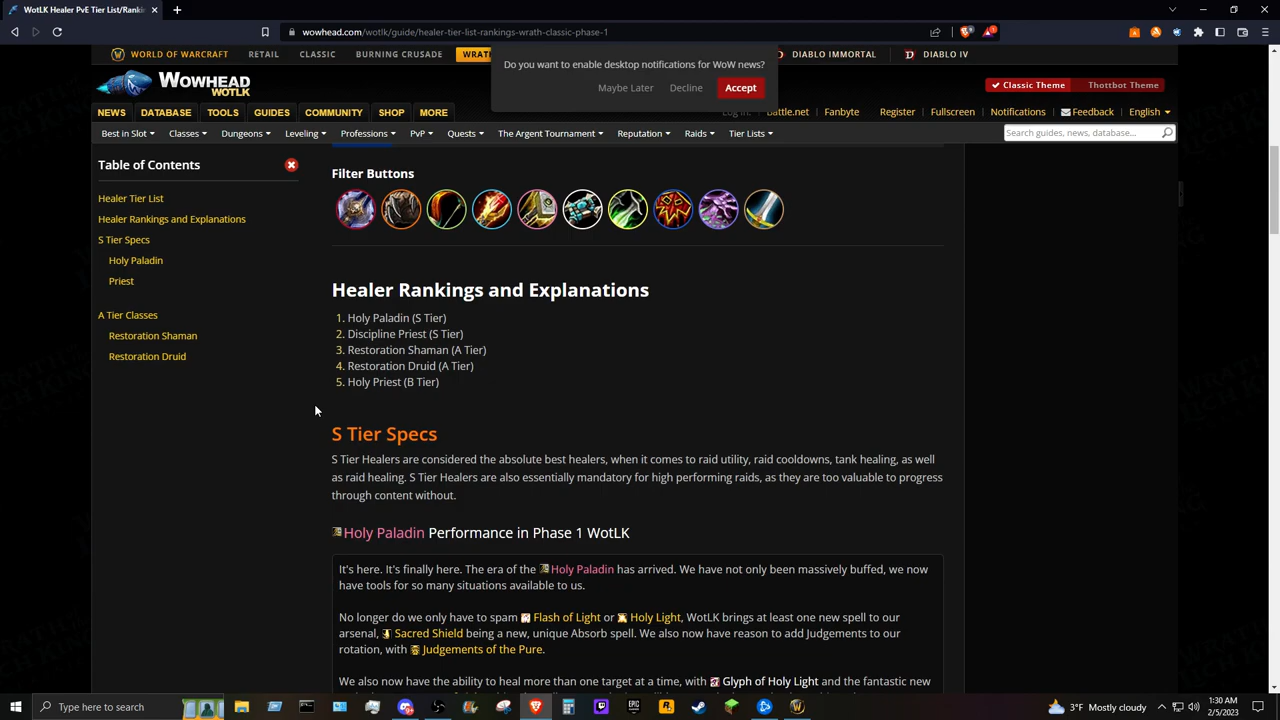 WotLK Healer PvE Tier List/Ranki
wowhead.com/wotlk/guide/healer-tier-list-rankings-wrath-classic-phase-1
WORLD OF WARCRAFT RETAIL CLASSIC BURNING CRUSADE WRAT DIABLO IMMORTAL DIABLO IV
Do you want to enable desktop notifications for WoW news?
Maybe Later Decline Accept
WOWHEAD
WOTLK
Classic Theme Thottbot Theme
NEWS DATABASE TOOLS GUIDES COMMUNITY SHOP MORE
Log In Battle.net Fanbyte Register Fullscreen Notifications Feedback English
Best in Slot Classes Dungeons Leveling Professions PvP Quests The Argent Tournament Reputation Raids Tier Lists
Search guides, news, database...
Table of Contents
Healer Tier List
Healer Rankings and Explanations
S Tier Specs
Holy Paladin
Priest
A Tier Classes
Restoration Shaman
Restoration Druid
Filter Buttons
Healer Rankings and Explanations
1. Holy Paladin (S Tier)
2. Discipline Priest (S Tier)
3. Restoration Shaman (A Tier)
4. Restoration Druid (A Tier)
5. Holy Priest (B Tier)
S Tier Specs
S Tier Healers are considered the absolute best healers, when it comes to raid utility, raid cooldowns, tank healing, as well
as raid healing. S Tier Healers are also essentially mandatory for high performing raids, as they are too valuable to progress
through content without.
Holy Paladin Performance in Phase 1 WotLK
It's here. It's finally here. The era of the Holy Paladin has arrived. We have not only been massively buffed, we now
have tools for so many situations available to us.
No longer do we only have to spam Flash of Light or Holy Light, WotLK brings at least one new spell to our
arsenal, Sacred Shield being a new, unique Absorb spell. We also now have reason to add Judgements to our
rotation, with Judgements of the Pure.
We also now have the ability to heal more than one target at a time, with Glyph of Holy Light and the fantastic new
Type here to search
3°F Mostly cloudy
1:30 AM
2/5/2023